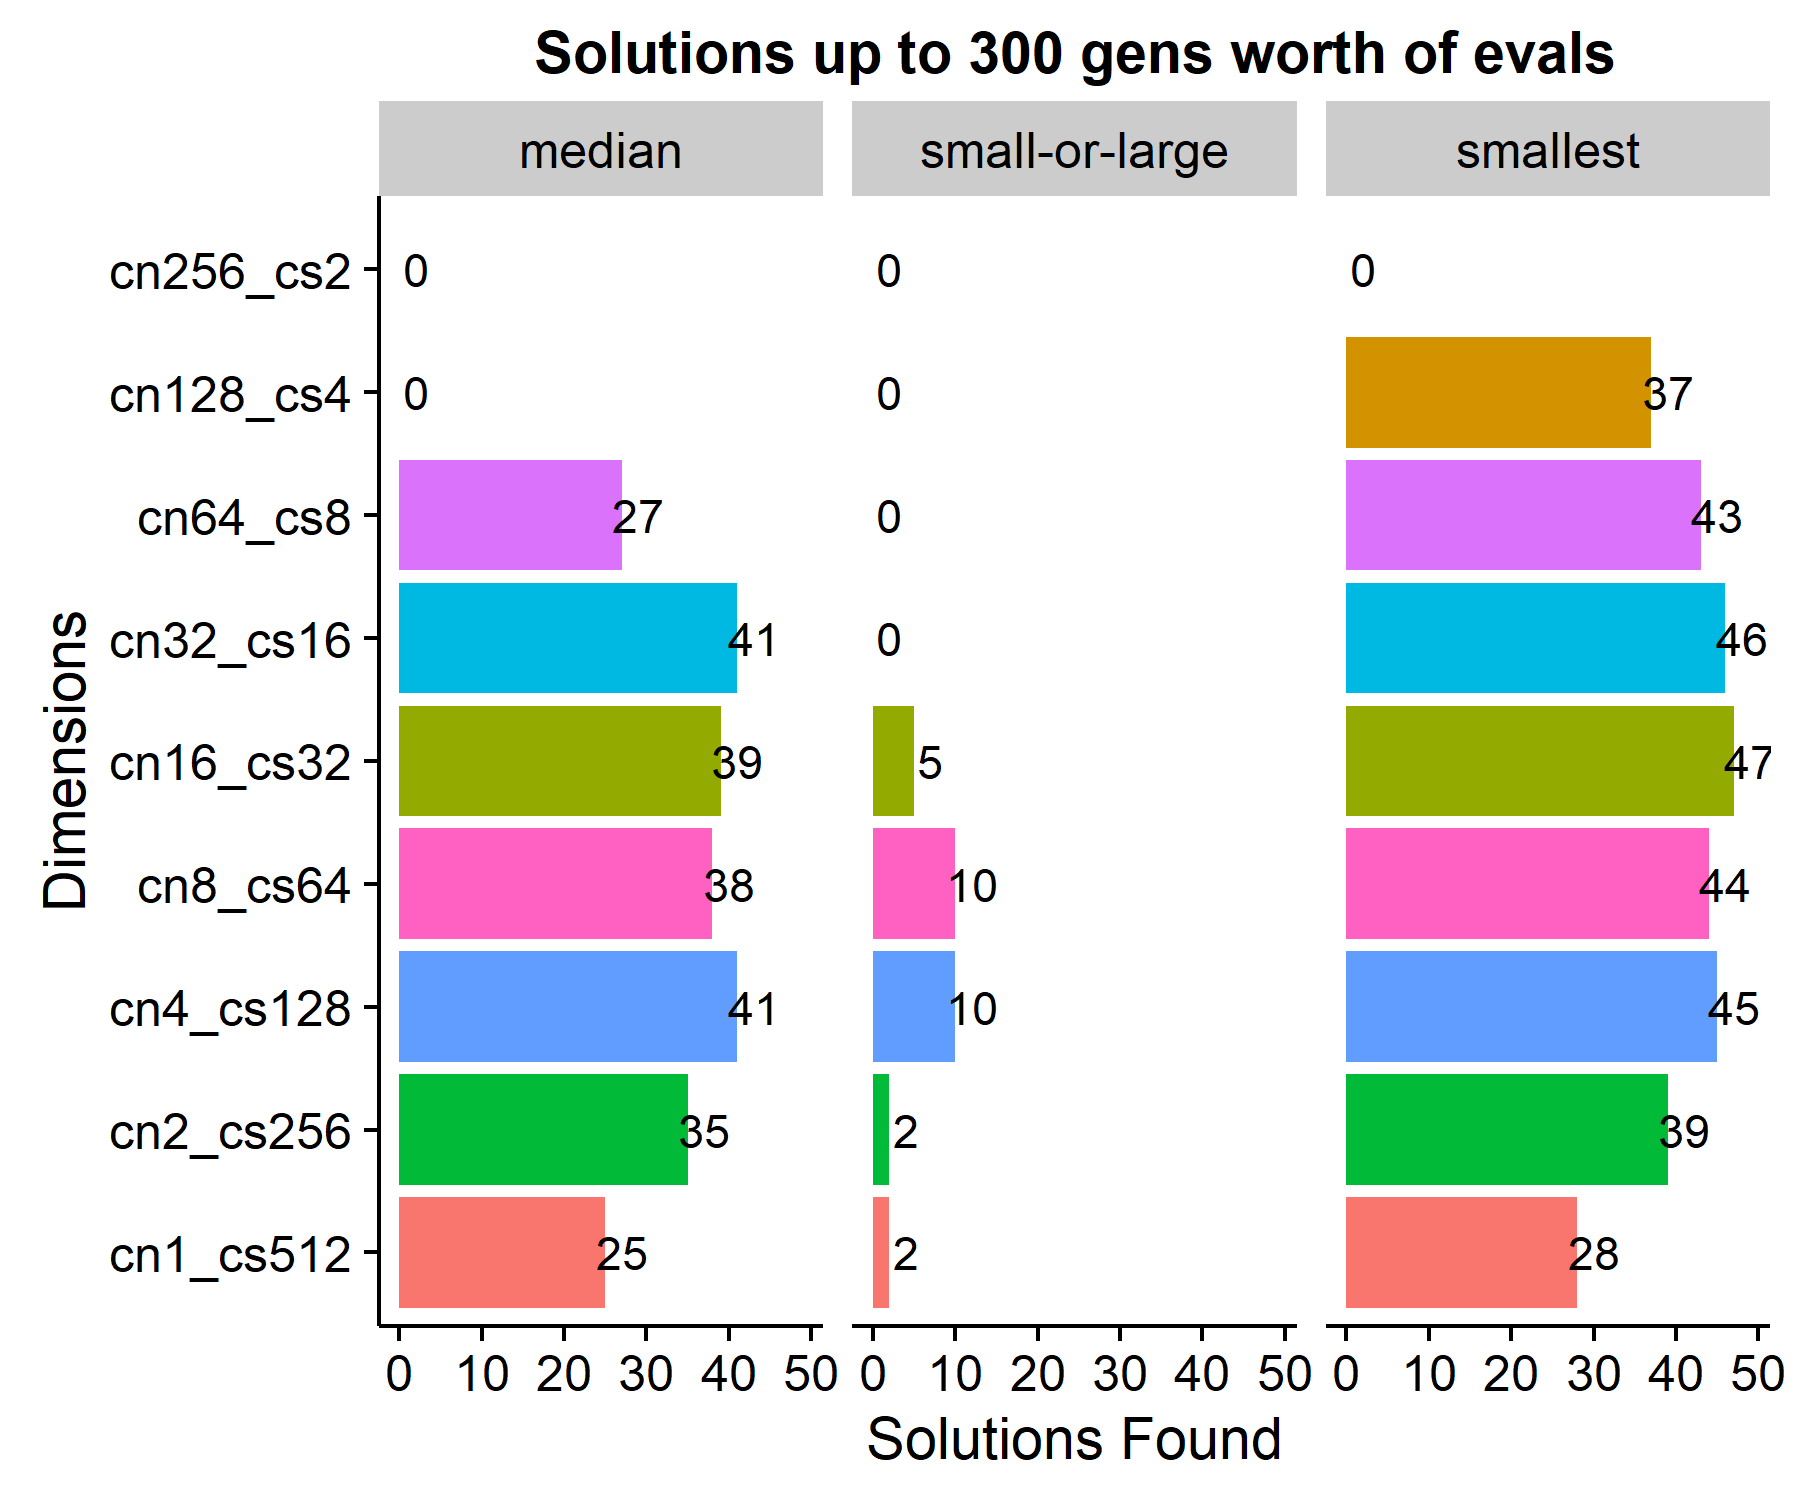 Solutions up to 300 gens worth of evals
median small-or-large smallest
cn256_cs2 0 0 0
cn128_cs4 0 0 37
cn64_cs8 27 0 43
cn32_cs16 41 0 46
cn16_cs32 39 5 47
cn8_cs64 38 10 44
cn4_cs128 41 10 45
cn2_cs256 35 2 39
cn1_cs512 25 2 28
Dimensions
0 10 20 30 40 50 0 10 20 30 40 50 0 10 20 30 40 50
Solutions Found